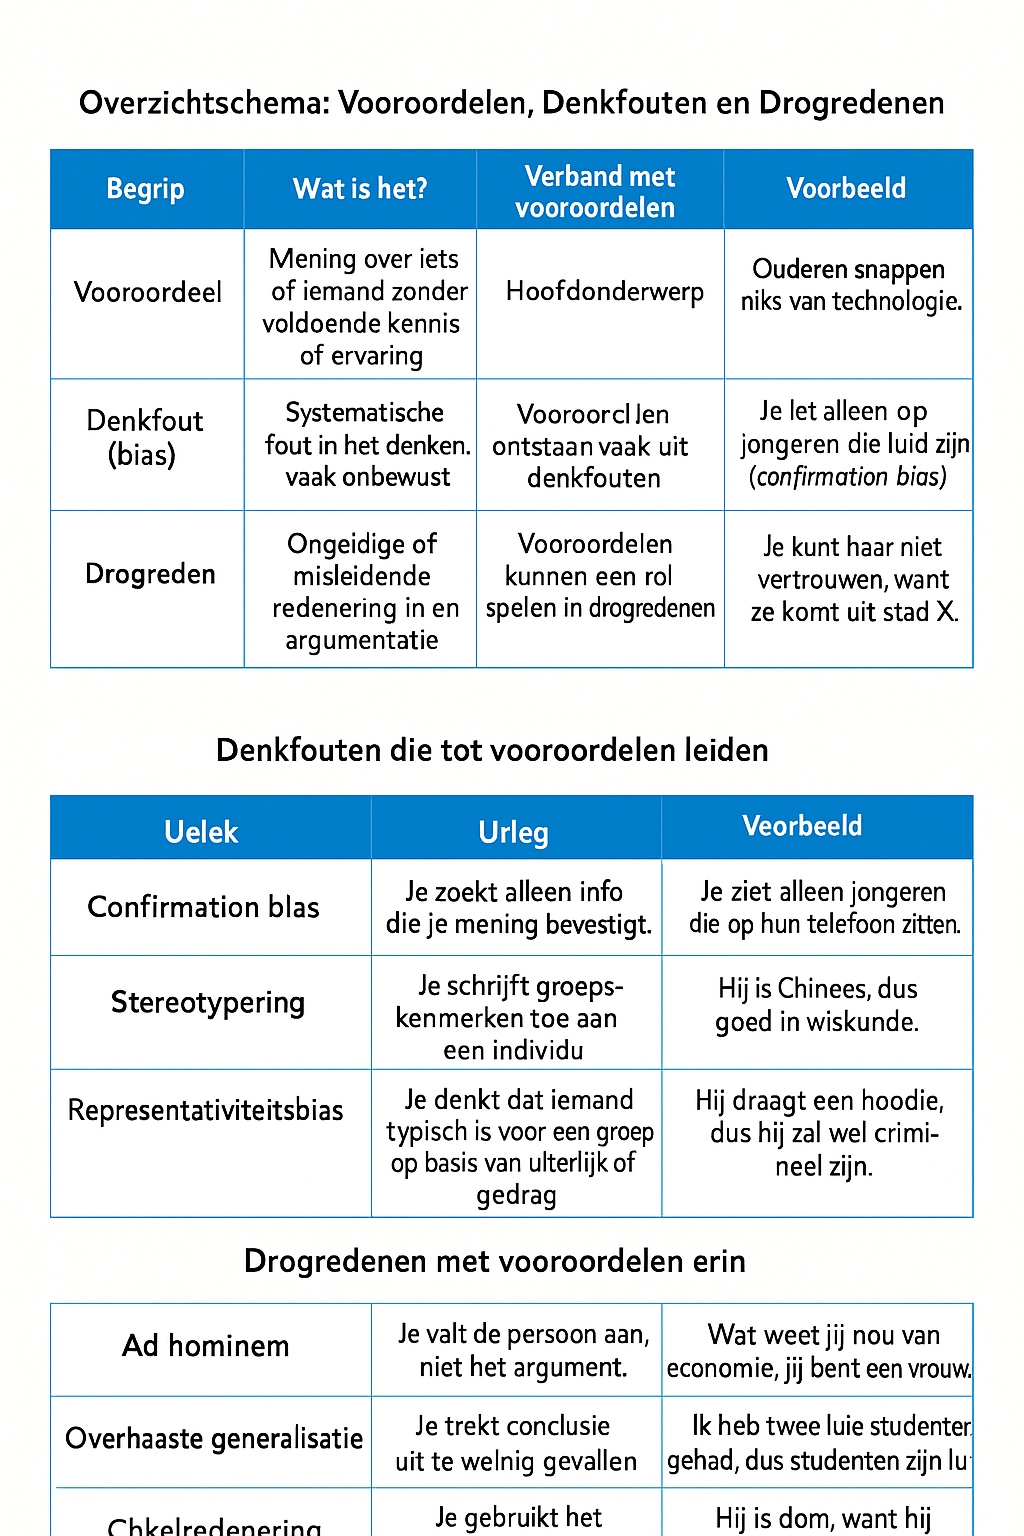 Overzichtschema: Vooroordelen, Denkfouten en Drogredenen
Begrip
Wat is het?
Verband met
vooroordelen
Voorbeeld
Vooroordeel
Mening over iets
of iemand zonder
voldoende kennis
of ervaring
Hoofdonderwerp
Ouderen snappen
niks van technologie.
Denkfout
(bias)
Systematische
fout in het denken.
vaak onbewust
Vooroorcl len
ontstaan vaak uit
denkfouten
Je let alleen op
jongeren die luid zijn
(confirmation bias)
Drogreden
Ongeidige of
misleidende
redenering in en
argumentatie
Vooroordelen
kunnen een rol
spelen in drogredenen
Je kunt haar niet
vertrouwen, want
ze komt uit stad X.
Denkfouten die tot vooroordelen leiden
Uelek
Urleg
Veorbeeld
Confirmation blas
Je zoekt alleen info
die je mening bevestigt.
Je ziet alleen jongeren
die op hun telefoon zitten.
Stereotypering
Je schrijft groeps-
kenmerken toe aan
een individu
Hij is Chinees, dus
goed in wiskunde.
Representativiteitsbias
Je denkt dat iemand
typisch is voor een groep
op basis van ulterlijk of
gedrag
Hij draagt een hoodie,
dus hij zal wel crimi-
neel zijn.
Drogredenen met vooroordelen erin
Ad hominem
Je valt de persoon aan,
niet het argument.
Wat weet jij nou van
economie, jij bent een vrouw.
Overhaaste generalisatie
Je trekt conclusie
uit te welnig gevallen
Ik heb twee luie studenter
gehad, dus studenten zijn lu
Chkelredenering
Je gebruikt het
Hij is dom, want hij